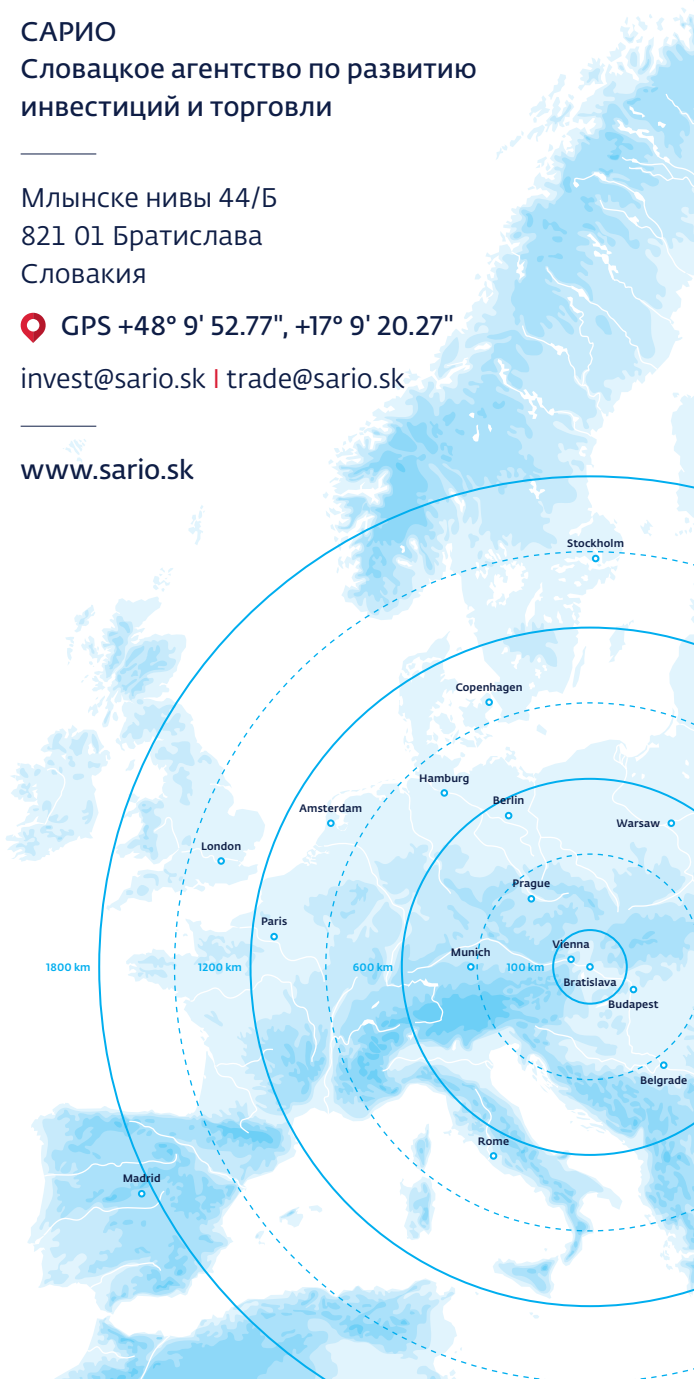 САРИО
Словацкое агентство по развитию
инвестиций и торговли
Млынске нивы 44/Б
821 01 Братислава
Словакия
GPS +48° 9' 52.77", +17° 9' 20.27"
invest@sario.sk I trade@sario.sk
www.sario.sk
Stockholm
Copenhagen
Hamburg
Berlin
Amsterdam
Warsaw
London
Prague
Paris
Vienna
Munich
1800 km 1200 km 600 km 100 km
Bratislava
Budapest
Belgrade
Rome
Madrid